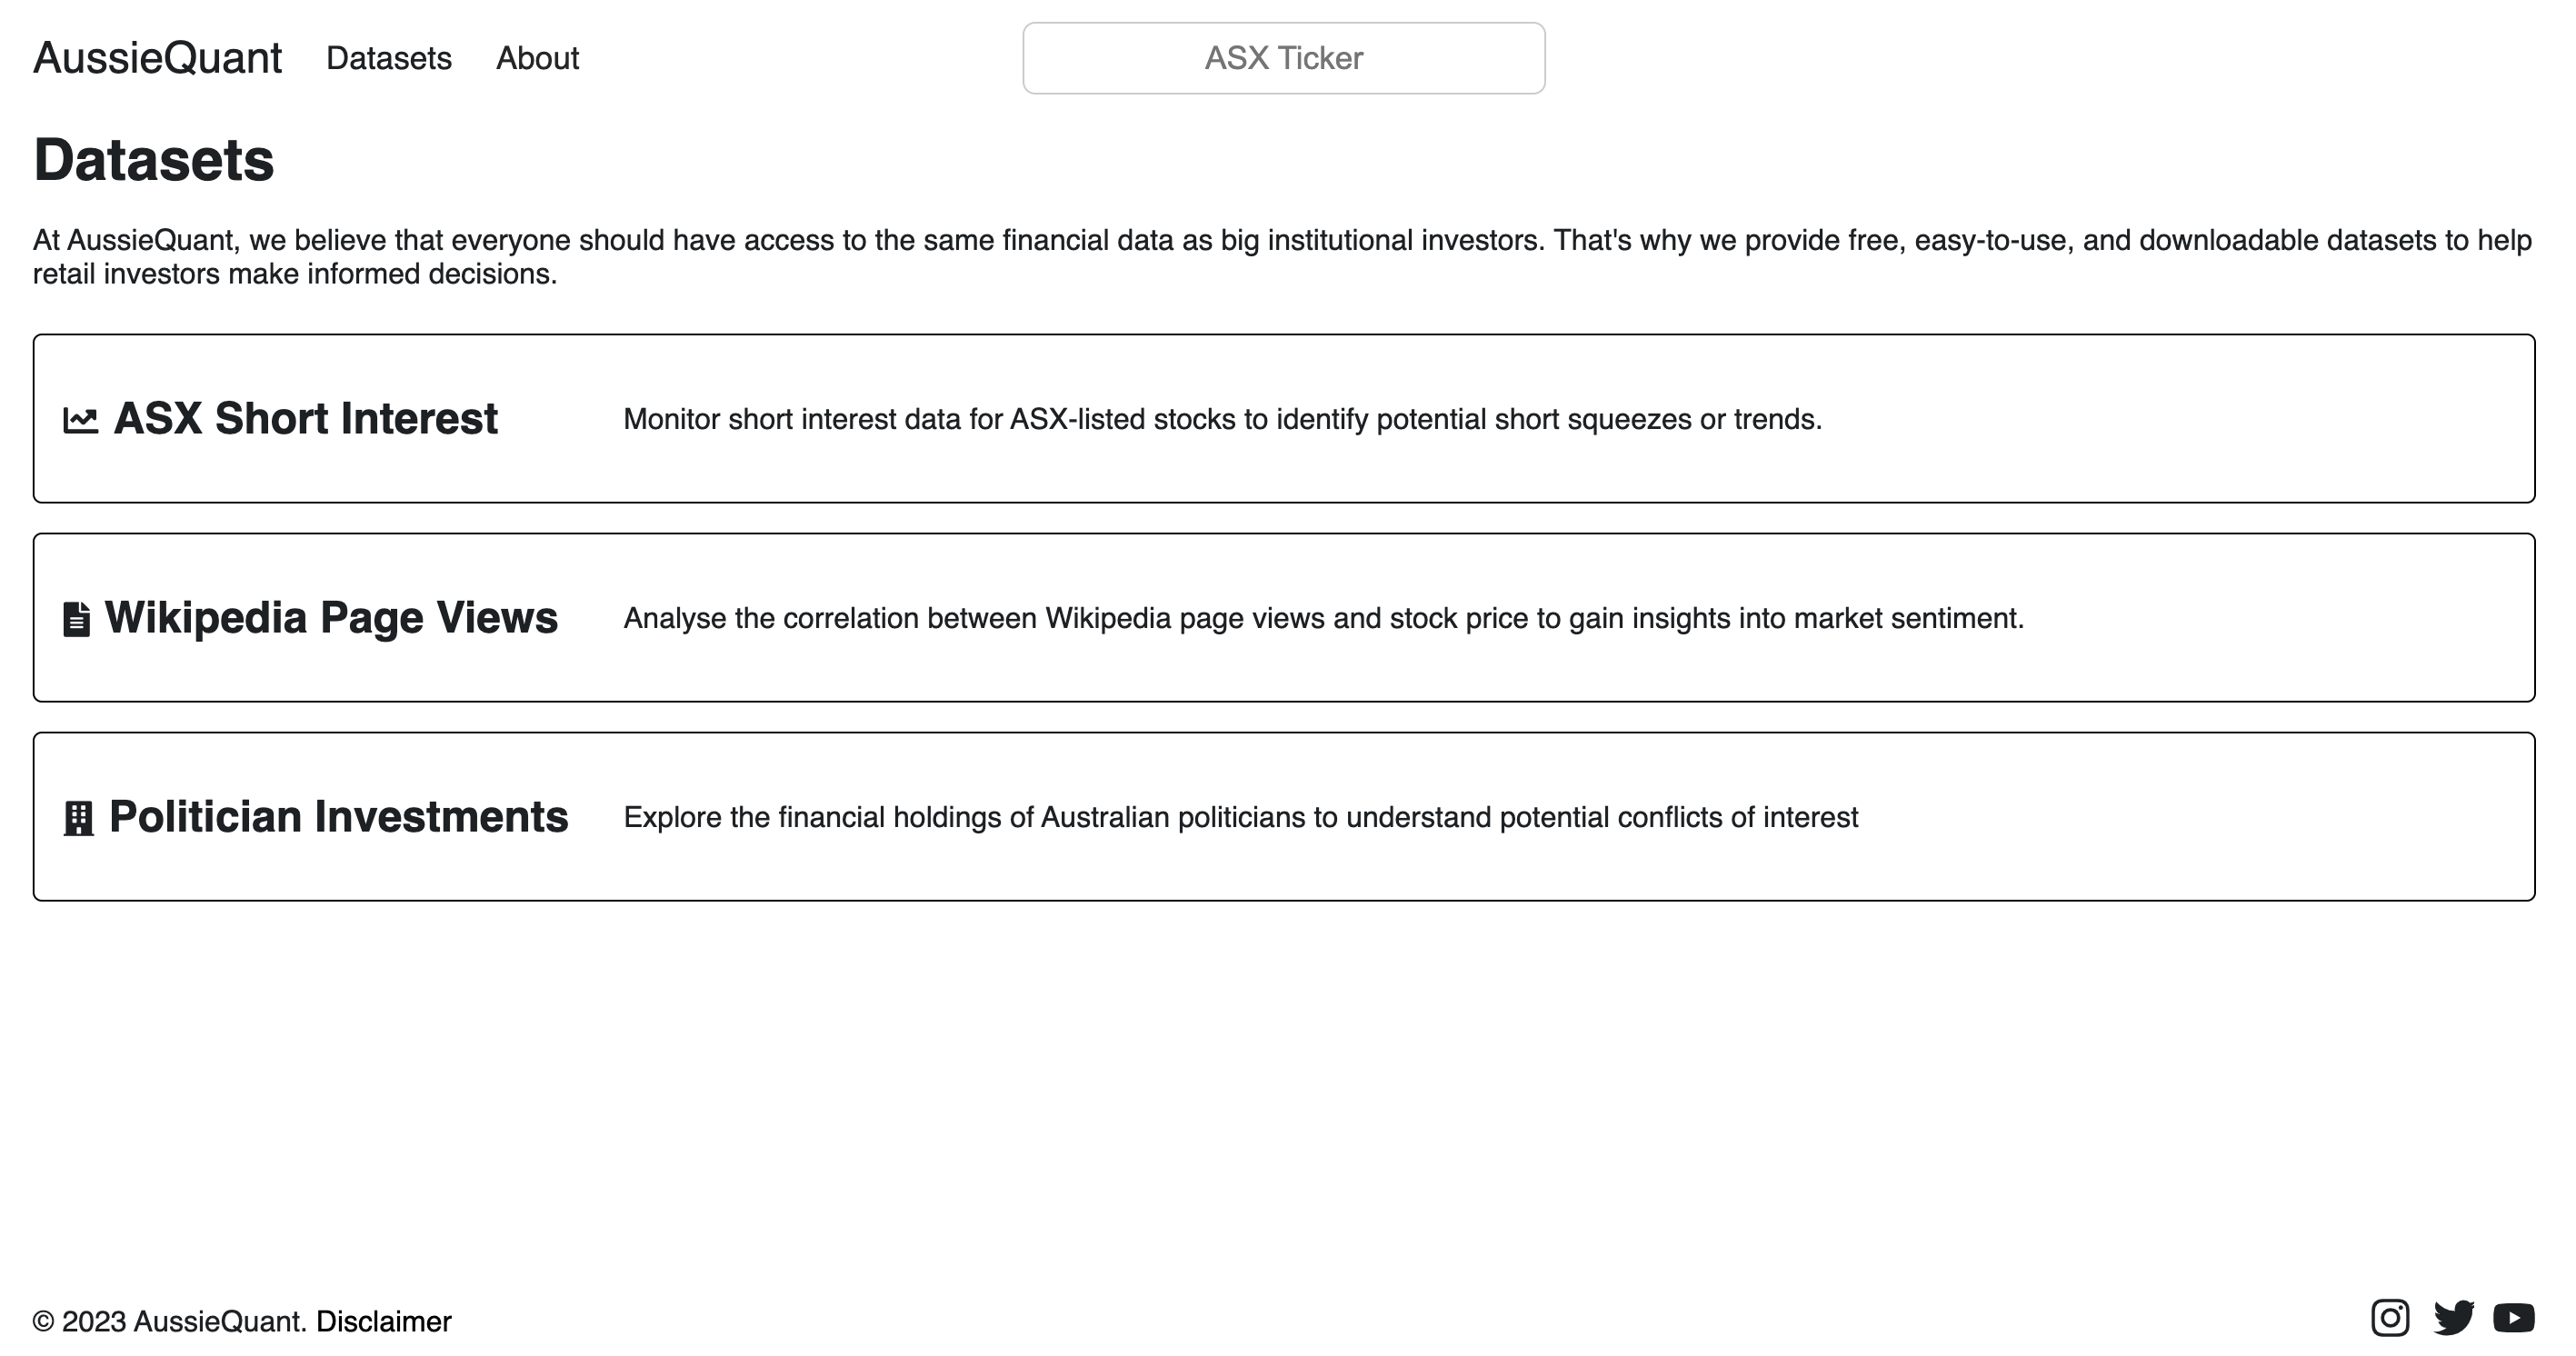 AussieQuant Datasets About ASX Ticker
Datasets
At AussieQuant, we believe that everyone should have access to the same financial data as big institutional investors. That's why we provide free, easy-to-use, and downloadable datasets to help
retail investors make informed decisions.
ASX Short Interest Monitor short interest data for ASX-listed stocks to identify potential short squeezes or trends.
Wikipedia Page Views Analyse the correlation between Wikipedia page views and stock price to gain insights into market sentiment.
Politician Investments Explore the financial holdings of Australian politicians to understand potential conflicts of interest
© 2023 AussieQuant. Disclaimer